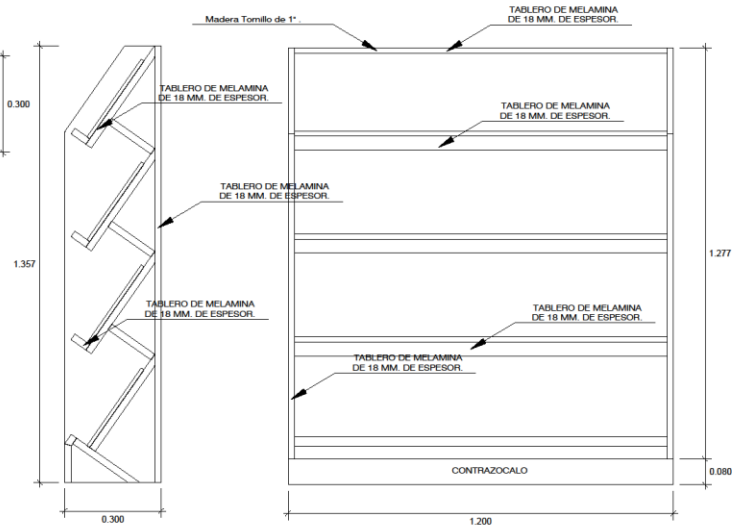 Madera Tornillo de 1" .
TABLERO DE MELAMINA
DE 18 MM. DE ESPESOR.
0.300
TABLERO DE MELAMINA
DE 18 MM. DE ESPESOR.
TABLERO DE MELAMINA
DE 18 MM. DE ESPESOR.
TABLERO DE MELAMINA
DE 18 MM. DE ESPESOR.
1.357
1.277
TABLERO DE MELAMINA
DE 18 MM. DE ESPESOR.
TABLERO DE MELAMINA
DE 18 MM. DE ESPESOR.
TABLERO DE MELAMINA
DE 18 MM. DE ESPESOR.
CONTRAZOCALO
0.080
0.300
1.200